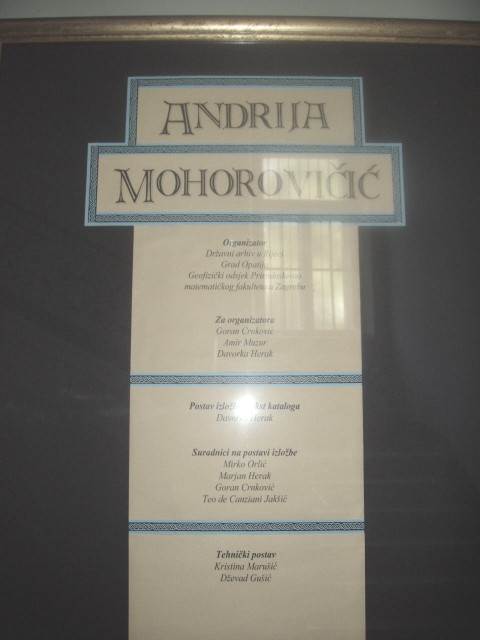 ANDRIJA
MOHOROVIČIĆ
Organizator
Državni arhiv u Rijeci
Grad Opatija
Geofizički odsjek Prirodoslovno
matematičkog fakulteta u Zagrebu
Za organizatora
Goran Crnković
Amir Muzur
Davorka Herak
Postav izložbe tekst kataloga
Davorka Herak
Suradnici na postavi izložbe
Mirko Orlić
Marjan Herak
Goran Crnković
Teo de Canziani Jakšić
Tehnički postav
Kristina Marušić
Dževad Gušić